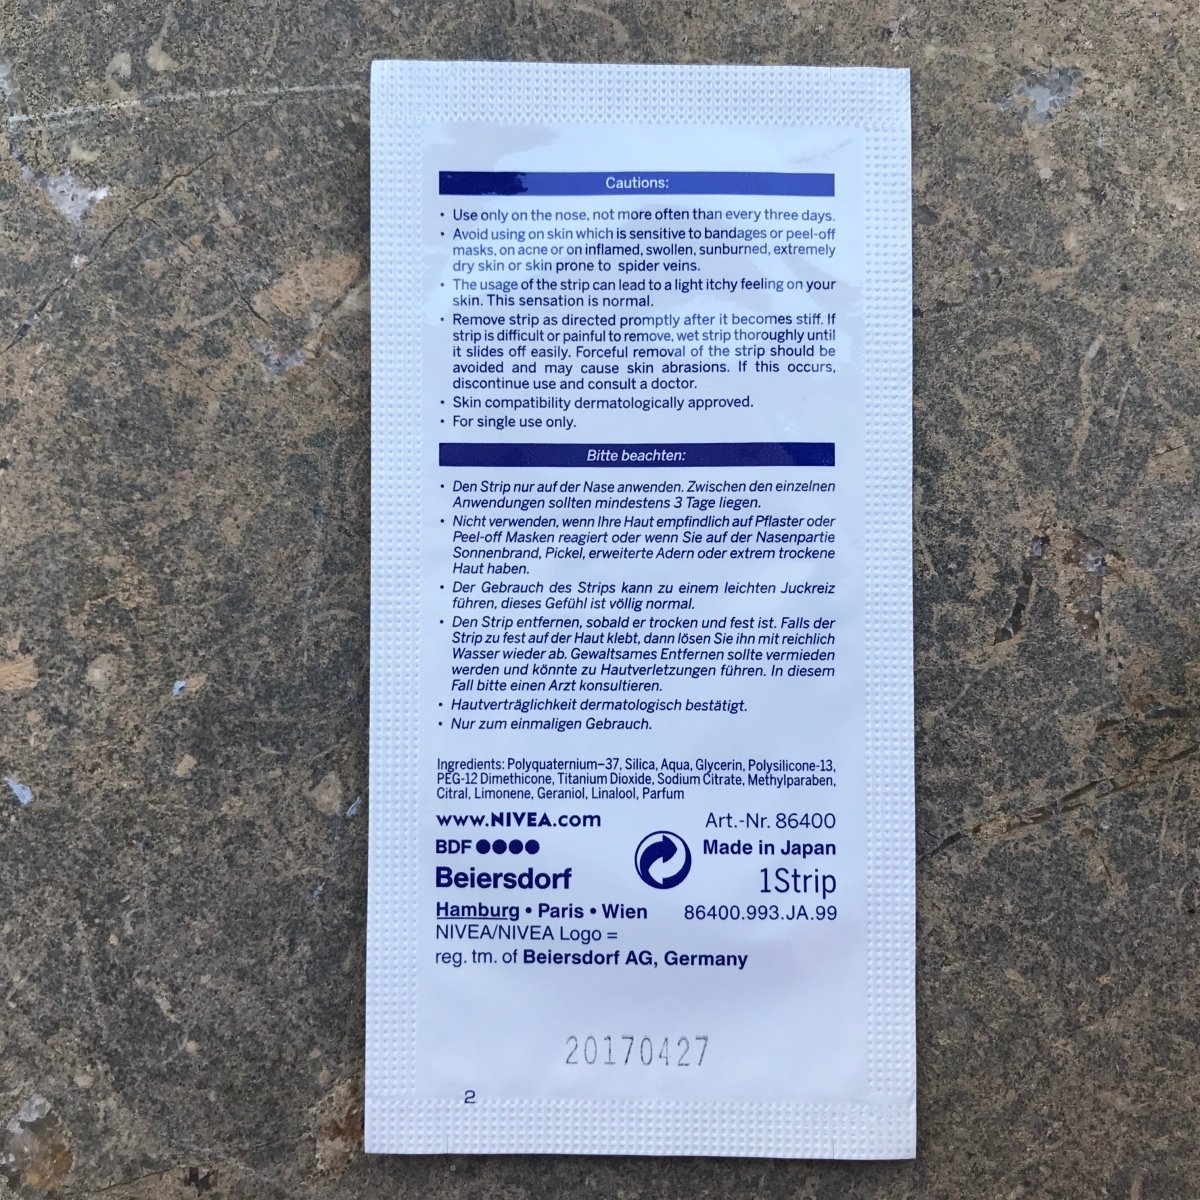 Cautions:
• Use only on the nose, not more often than every three days.
• Avoid using on skin which is sensitive to bandages or peel-off
masks, on acne or on inflamed, swollen, sunburned, extremely
dry skin or skin prone to spider veins.
• The usage of the strip can lead to a light itchy feeling on your
skin. This sensation is normal.
• Remove strip as directed promptly after it becomes stiff. If
strip is difficult or painful to remove, wet strip thoroughly until
it slides off easily. Forceful removal of the strip should be
avoided and may cause skin abrasions. If this occurs,
discontinue use and consult a doctor.
• Skin compatibility dermatologically approved.
• For single use only.
Bitte beachten:
• Den Strip nur auf der Nase anwenden. Zwischen den einzelnen
Anwendungen sollten mindestens 3 Tage liegen.
• Nicht verwenden, wenn Ihre Haut empfindlich auf Pflaster oder
Peel-off Masken reagiert oder wenn Sie auf der Nasenpartie
Sonnenbrand, Pickel, erweiterte Adern oder extrem trockene
Haut haben.
• Der Gebrauch des Strips kann zu einem leichten Juckreiz
führen, dieses Gefühl ist völlig normal.
• Den Strip entfernen, sobald er trocken und fest ist. Falls der
Strip zu fest auf der Haut klebt, dann lösen Sie ihn mit reichlich
Wasser wieder ab. Gewaltsames Entfernen sollte vermieden
werden und könnte zu Hautverletzungen führen. In diesem
Fall bitte einen Arzt konsultieren.
• Hautverträglichkeit dermatologisch bestätigt.
• Nur zum einmaligen Gebrauch.
Ingredients: Polyquaternium–37, Silica, Aqua, Glycerin, Polysilicone-13,
PEG-12 Dimethicone, Titanium Dioxide, Sodium Citrate, Methylparaben,
Citral, Limonene, Geraniol, Linalool, Parfum
www.NIVEA.com Art.-Nr. 86400
BDF ●●●● Made in Japan
Beiersdorf 1Strip
Hamburg • Paris • Wien 86400.993.JA.99
NIVEA/NIVEA Logo =
reg. tm. of Beiersdorf AG, Germany
20170427
2